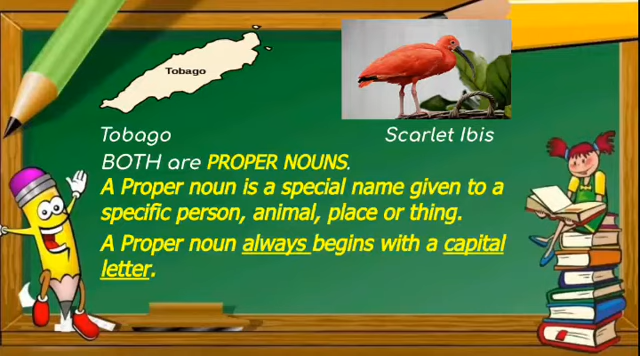 Tobago
Tobago
Scarlet Ibis
BOTH are PROPER NOUNS.
A Proper noun is a special name given to a
specific person, animal, place or thing.
A Proper noun always begins with a capital
letter.